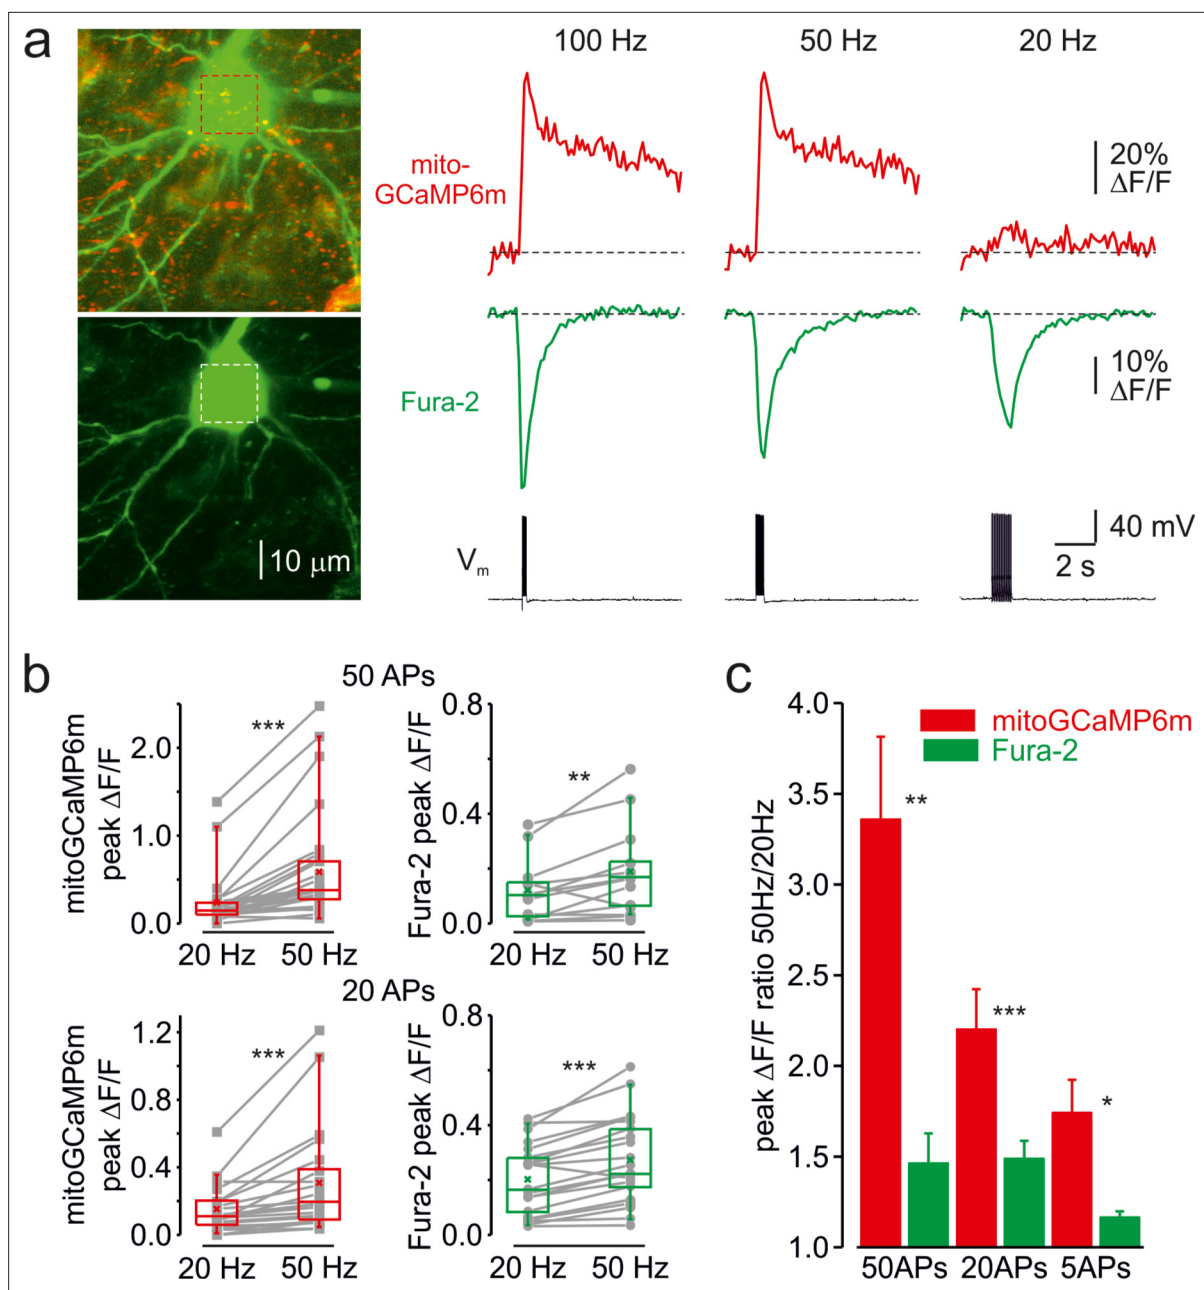 a
100 Hz
50 Hz
20 Hz
mito-
GCaMP6m
20%
ΔF/F
Fura-2
10%
ΔF/F
10 μm
Vm
40 mV
2 s
b
50 APs
mitoGCaMP6m
peak ΔF/F
2.0
1.0
0.0
***
20 Hz
50 Hz
Fura-2 peak ΔF/F
0.8
0.4
0.0
**
20 Hz
50 Hz
20 APs
mitoGCaMP6m
peak ΔF/F
1.2
0.8
0.4
0.0
***
20 Hz
50 Hz
Fura-2 peak ΔF/F
0.8
0.4
0.0
***
20 Hz
50 Hz
c
peak ΔF/F ratio 50Hz/20Hz
4.0
3.5
3.0
2.5
2.0
1.5
1.0
mitoGCaMP6m
Fura-2
**
***
*
50APs
20APs
5APs